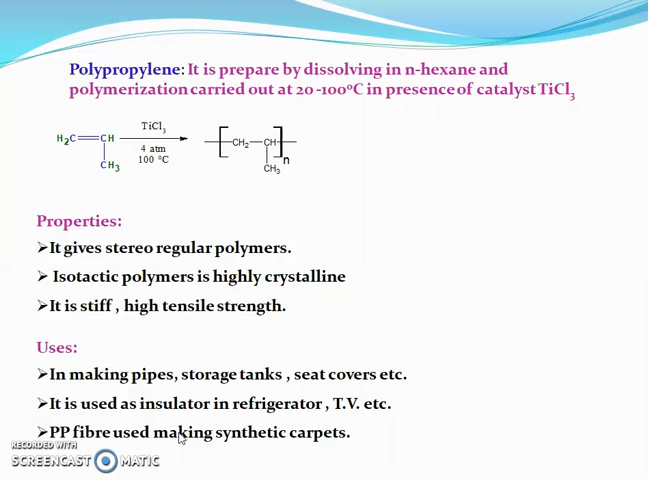 Polypropylene: It is prepare by dissolving in n-hexane and
polymerization carried out at 20 -100⁰C in presence of catalyst TiCl₃
H₂C CH TiCl₃ CH₂ CH
4 atm
100 °C
n
CH₃ CH₃
Properties:
➢It gives stereo regular polymers.
➢ Isotactic polymers is highly crystalline
➢It is stiff , high tensile strength.
Uses:
➢In making pipes, storage tanks , seat covers etc.
➢It is used as insulator in refrigerator , T.V. etc.
➢PP fibre used making synthetic carpets.
RECORDED WITH
SCREENCAST MATIC